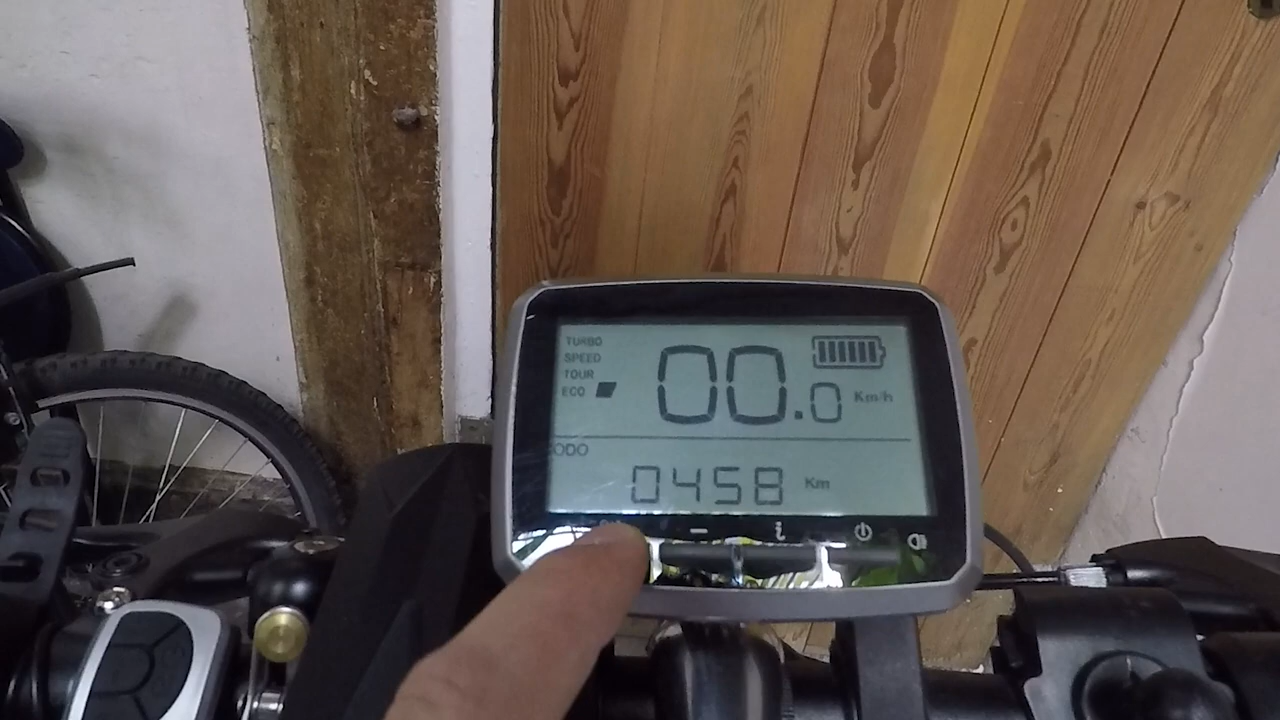 TURBO
SPEED
TOUR
ECO
00.0 Km/h
ODO
0458 Km
− i